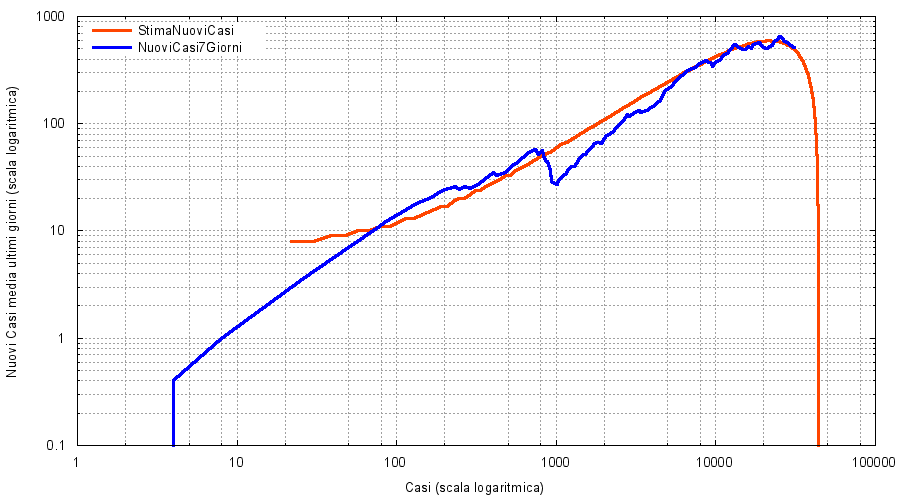 1000
100
10
1
0.1
StimaNuoviCasi
NuoviCasi7Giorni
Nuovi Casi media ultimi giorni (scala logaritmica)
1 10 100 1000 10000 100000
Casi (scala logaritmica)